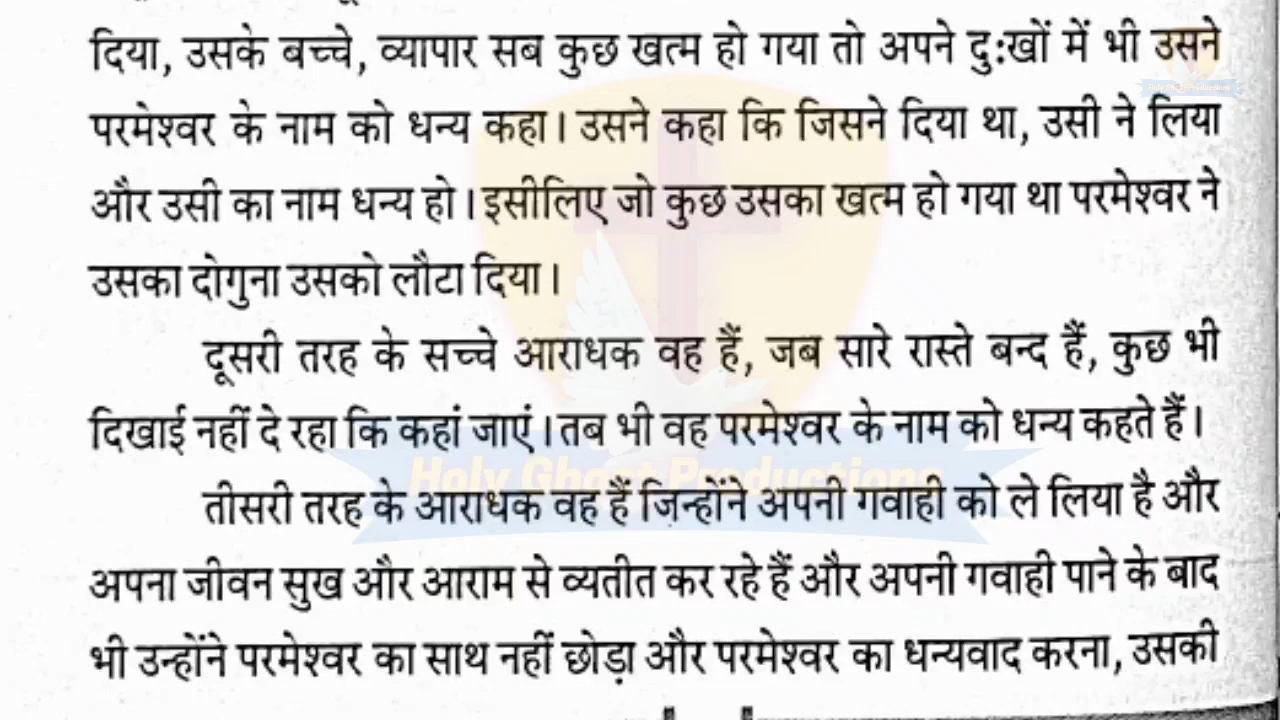 दिया, उसके बच्चे, व्यापार सब कुछ खत्म हो गया तो अपने दु:खों में भी उसने
परमेश्वर के नाम को धन्य कहा। उसने कहा कि जिसने दिया था, उसी ने लिया
और उसी का नाम धन्य हो। इसीलिए जो कुछ उसका खत्म हो गया था परमेश्वर ने
उसका दोगुना उसको लौटा दिया।
दूसरी तरह के सच्चे आराधक वह हैं, जब सारे रास्ते बन्द हैं, कुछ भी
दिखाई नहीं दे रहा कि कहां जाएं। तब भी वह परमेश्वर के नाम को धन्य कहते हैं।
Holy Ghost Productions
तीसरी तरह के आराधक वह हैं जिन्होंने अपनी गवाही को ले लिया है और
अपना जीवन सुख और आराम से व्यतीत कर रहे हैं और अपनी गवाही पाने के बाद
भी उन्होंने परमेश्वर का साथ नहीं छोड़ा और परमेश्वर का धन्यवाद करना, उसकी